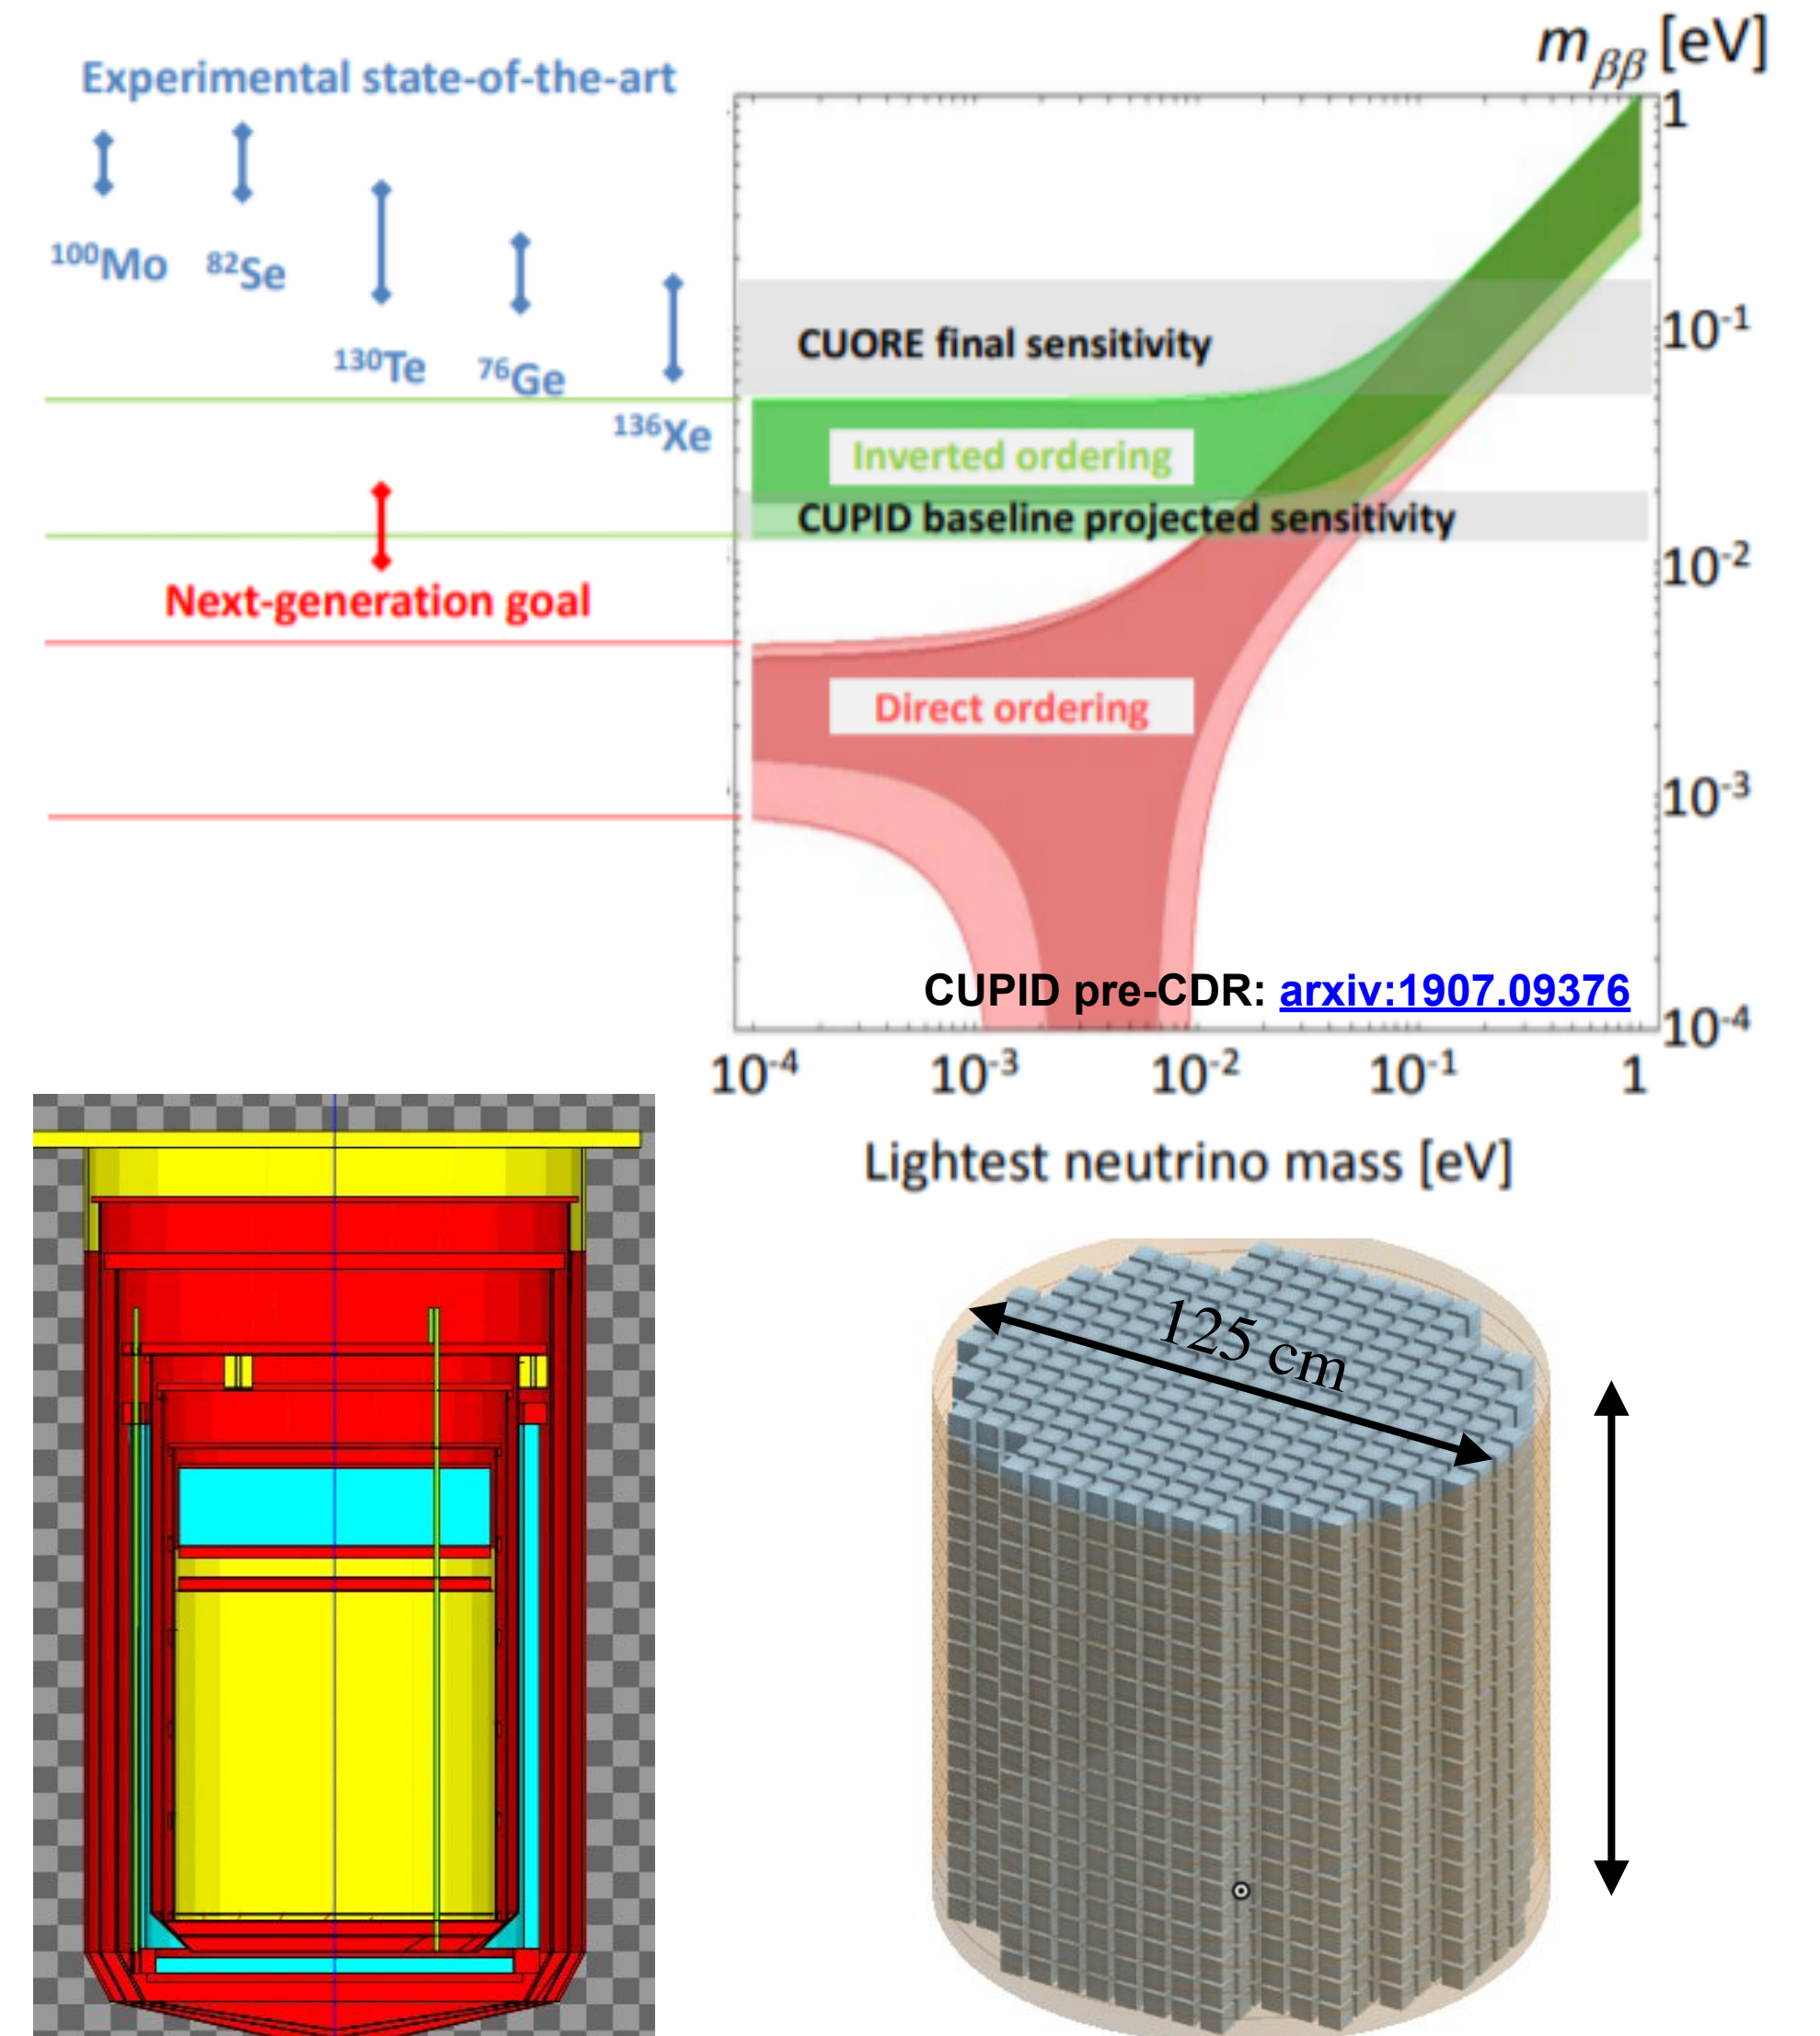 m_ββ [eV]
Experimental state-of-the-art
¹⁰⁰Mo
⁸²Se
¹³⁰Te
⁷⁶Ge
¹³⁶Xe
Next-generation goal
CUORE final sensitivity
Inverted ordering
CUPID baseline projected sensitivity
Direct ordering
CUPID pre-CDR: arxiv:1907.09376
1
10⁻¹
10⁻²
10⁻³
10⁻⁴
10⁻⁴ 10⁻³ 10⁻² 10⁻¹ 1
Lightest neutrino mass [eV]
125 cm